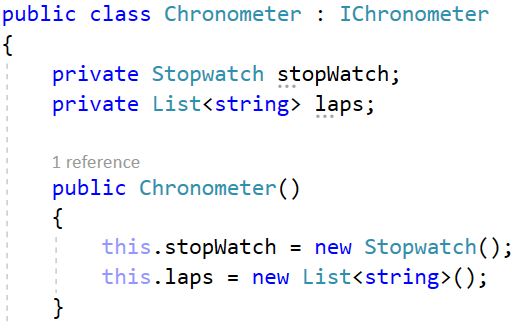 public class Chronometer : IChronometer
{
private Stopwatch stopWatch;
private List<string> laps;
1 reference
public Chronometer()
{
this.stopWatch = new Stopwatch();
this.laps = new List<string>();
}